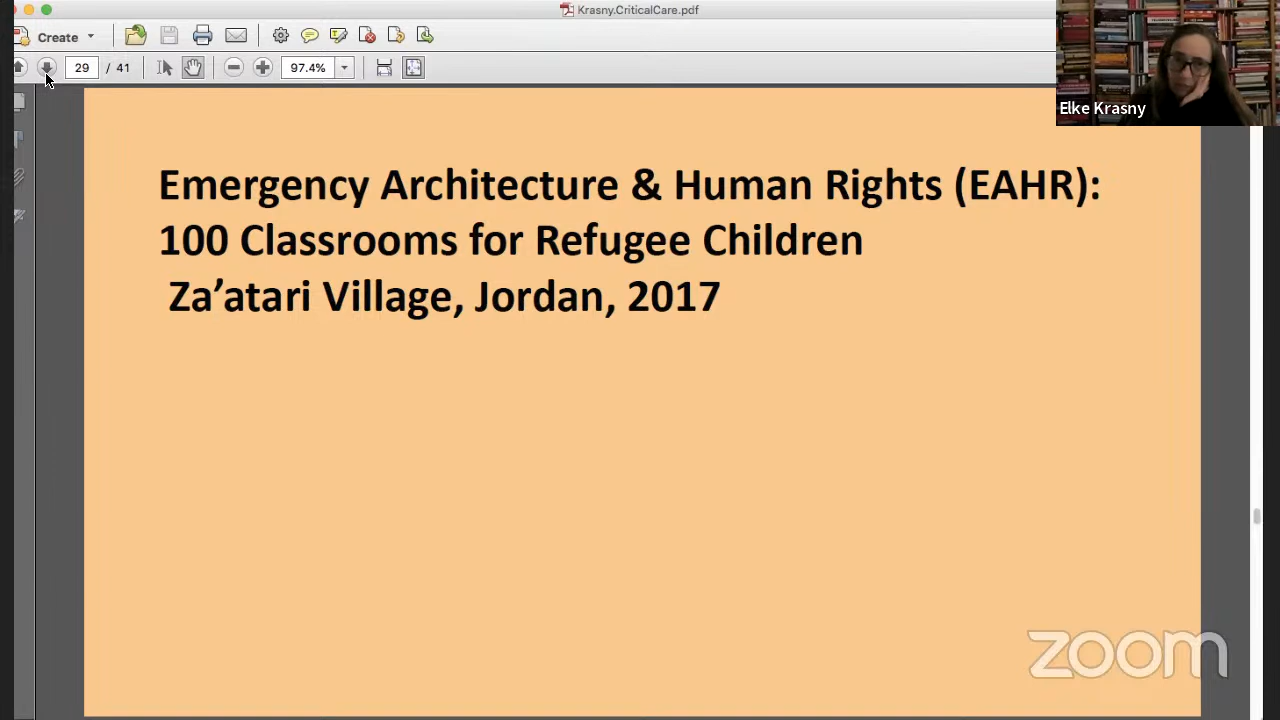 Krasny.CriticalCare.pdf
Create
29 / 41
97.4%
Elke Krasny
Emergency Architecture & Human Rights (EAHR):
100 Classrooms for Refugee Children
Za’atari Village, Jordan, 2017
zoom